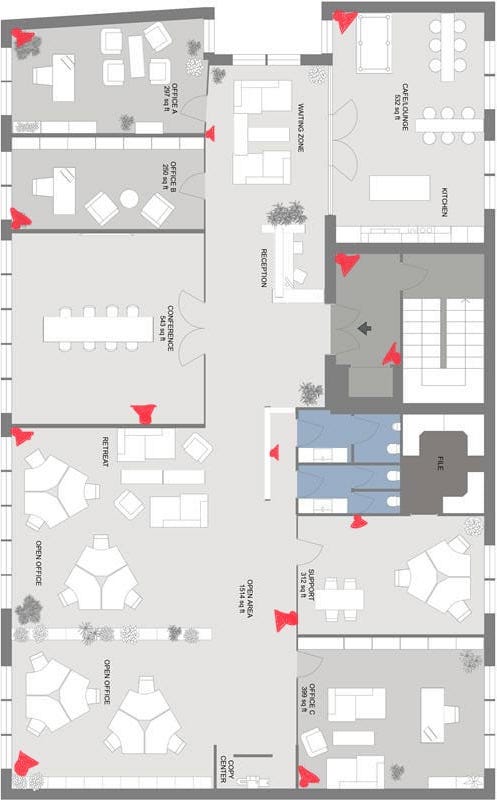 OFFICE A
297 sq ft
WAITING ZONE
CAFE/LOUNGE
532 sq ft
KITCHEN
OFFICE B
250 sq ft
RECEPTION
CONFERENCE
543 sq ft
RETREAT
FILE
OPEN OFFICE
OPEN AREA
1514 sq ft
SUPPORT
312 sq ft
OPEN OFFICE
OFFICE C
399 sq ft
COPY
CENTER